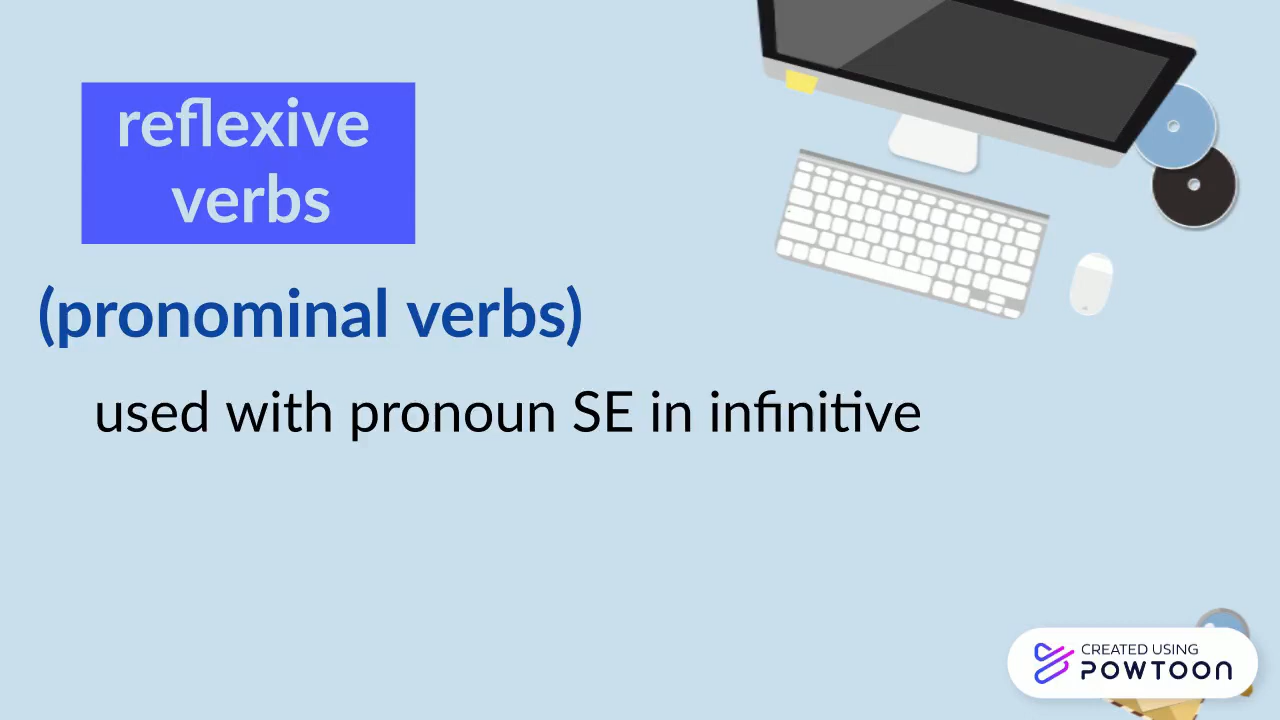 reflexive
verbs
(pronominal verbs)
used with pronoun SE in infinitive
CREATED USING
POWTOON